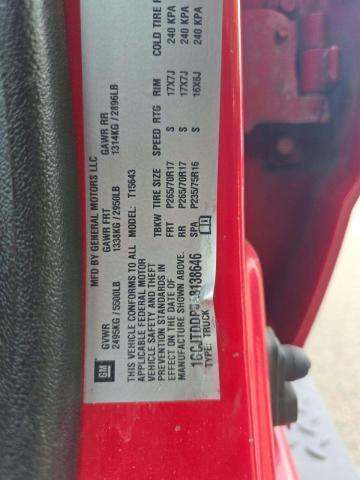 GM
MFD BY GENERAL MOTORS LLC
GVWR GAWR FRT GAWR RR
2495KG / 5500LB 1338KG / 2950LB 1314KG / 2896LB
THIS VEHICLE CONFORMS TO ALL
APPLICABLE FEDERAL MOTOR
VEHICLE SAFETY AND THEFT
PREVENTION STANDARDS IN
EFFECT ON THE DATE OF
MANUFACTURE SHOWN ABOVE.
TYPE: TRUCK
MODEL: T15643
TBKW TIRE SIZE SPEED RTG RIM COLD TIRE
FRT P265/70R17 S 17X7J 240 KPA
RR P265/70R17 S 17X7J 240 KPA
SPA P235/75R16 S 16X6J 240 KPA